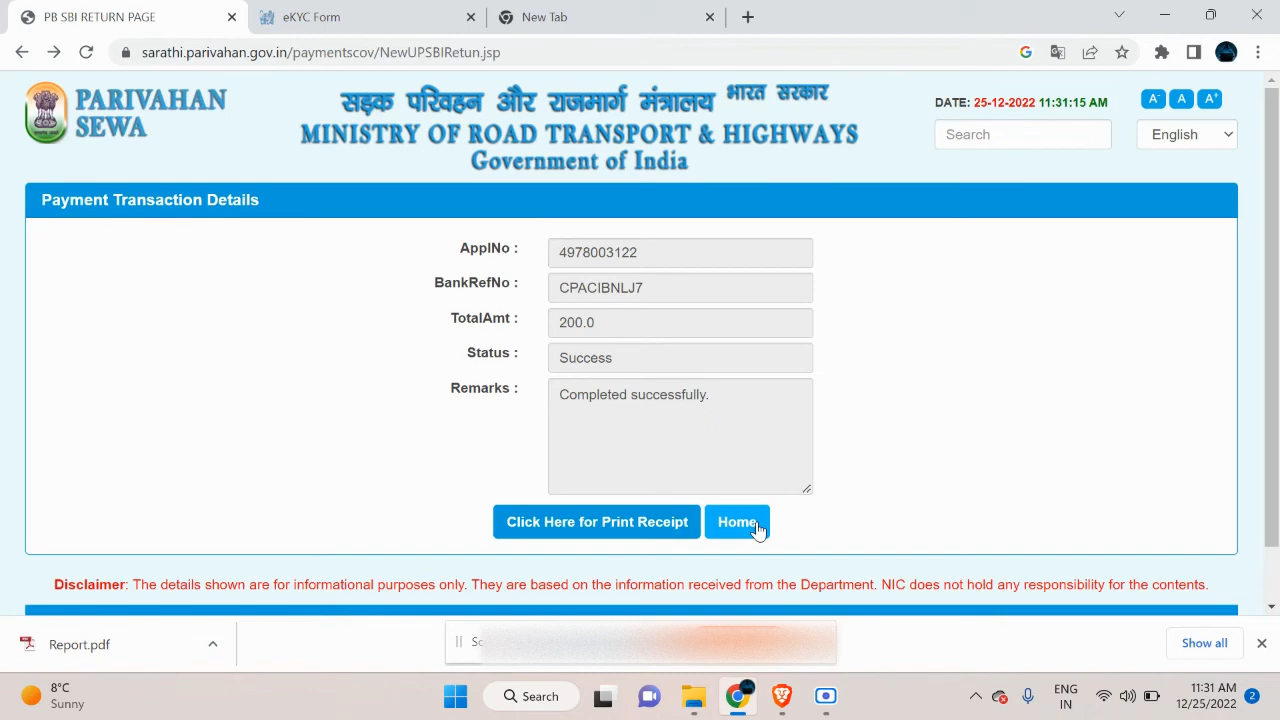 PB SBI RETURN PAGE
eKYC Form
New Tab
sarathi.parivahan.gov.in/paymentscov/NewUPSBIRetun.jsp
PARIVAHAN
SEWA
सड़क परिवहन और राजमार्ग मंत्रालय भारत सरकार
MINISTRY OF ROAD TRANSPORT & HIGHWAYS
Government of India
DATE: 25-12-2022 11:31:15 AM
A- A A+
Search
English
Payment Transaction Details
ApplNo : 4978003122
BankRefNo : CPACIBNLJ7
TotalAmt : 200.0
Status : Success
Remarks : Completed successfully.
Click Here for Print Receipt
Home
Disclaimer: The details shown are for informational purposes only. They are based on the information received from the Department. NIC does not hold any responsibility for the contents.
Report.pdf
Show all
8°C
Sunny
Search
ENG
IN
11:31 AM
12/25/2022
2